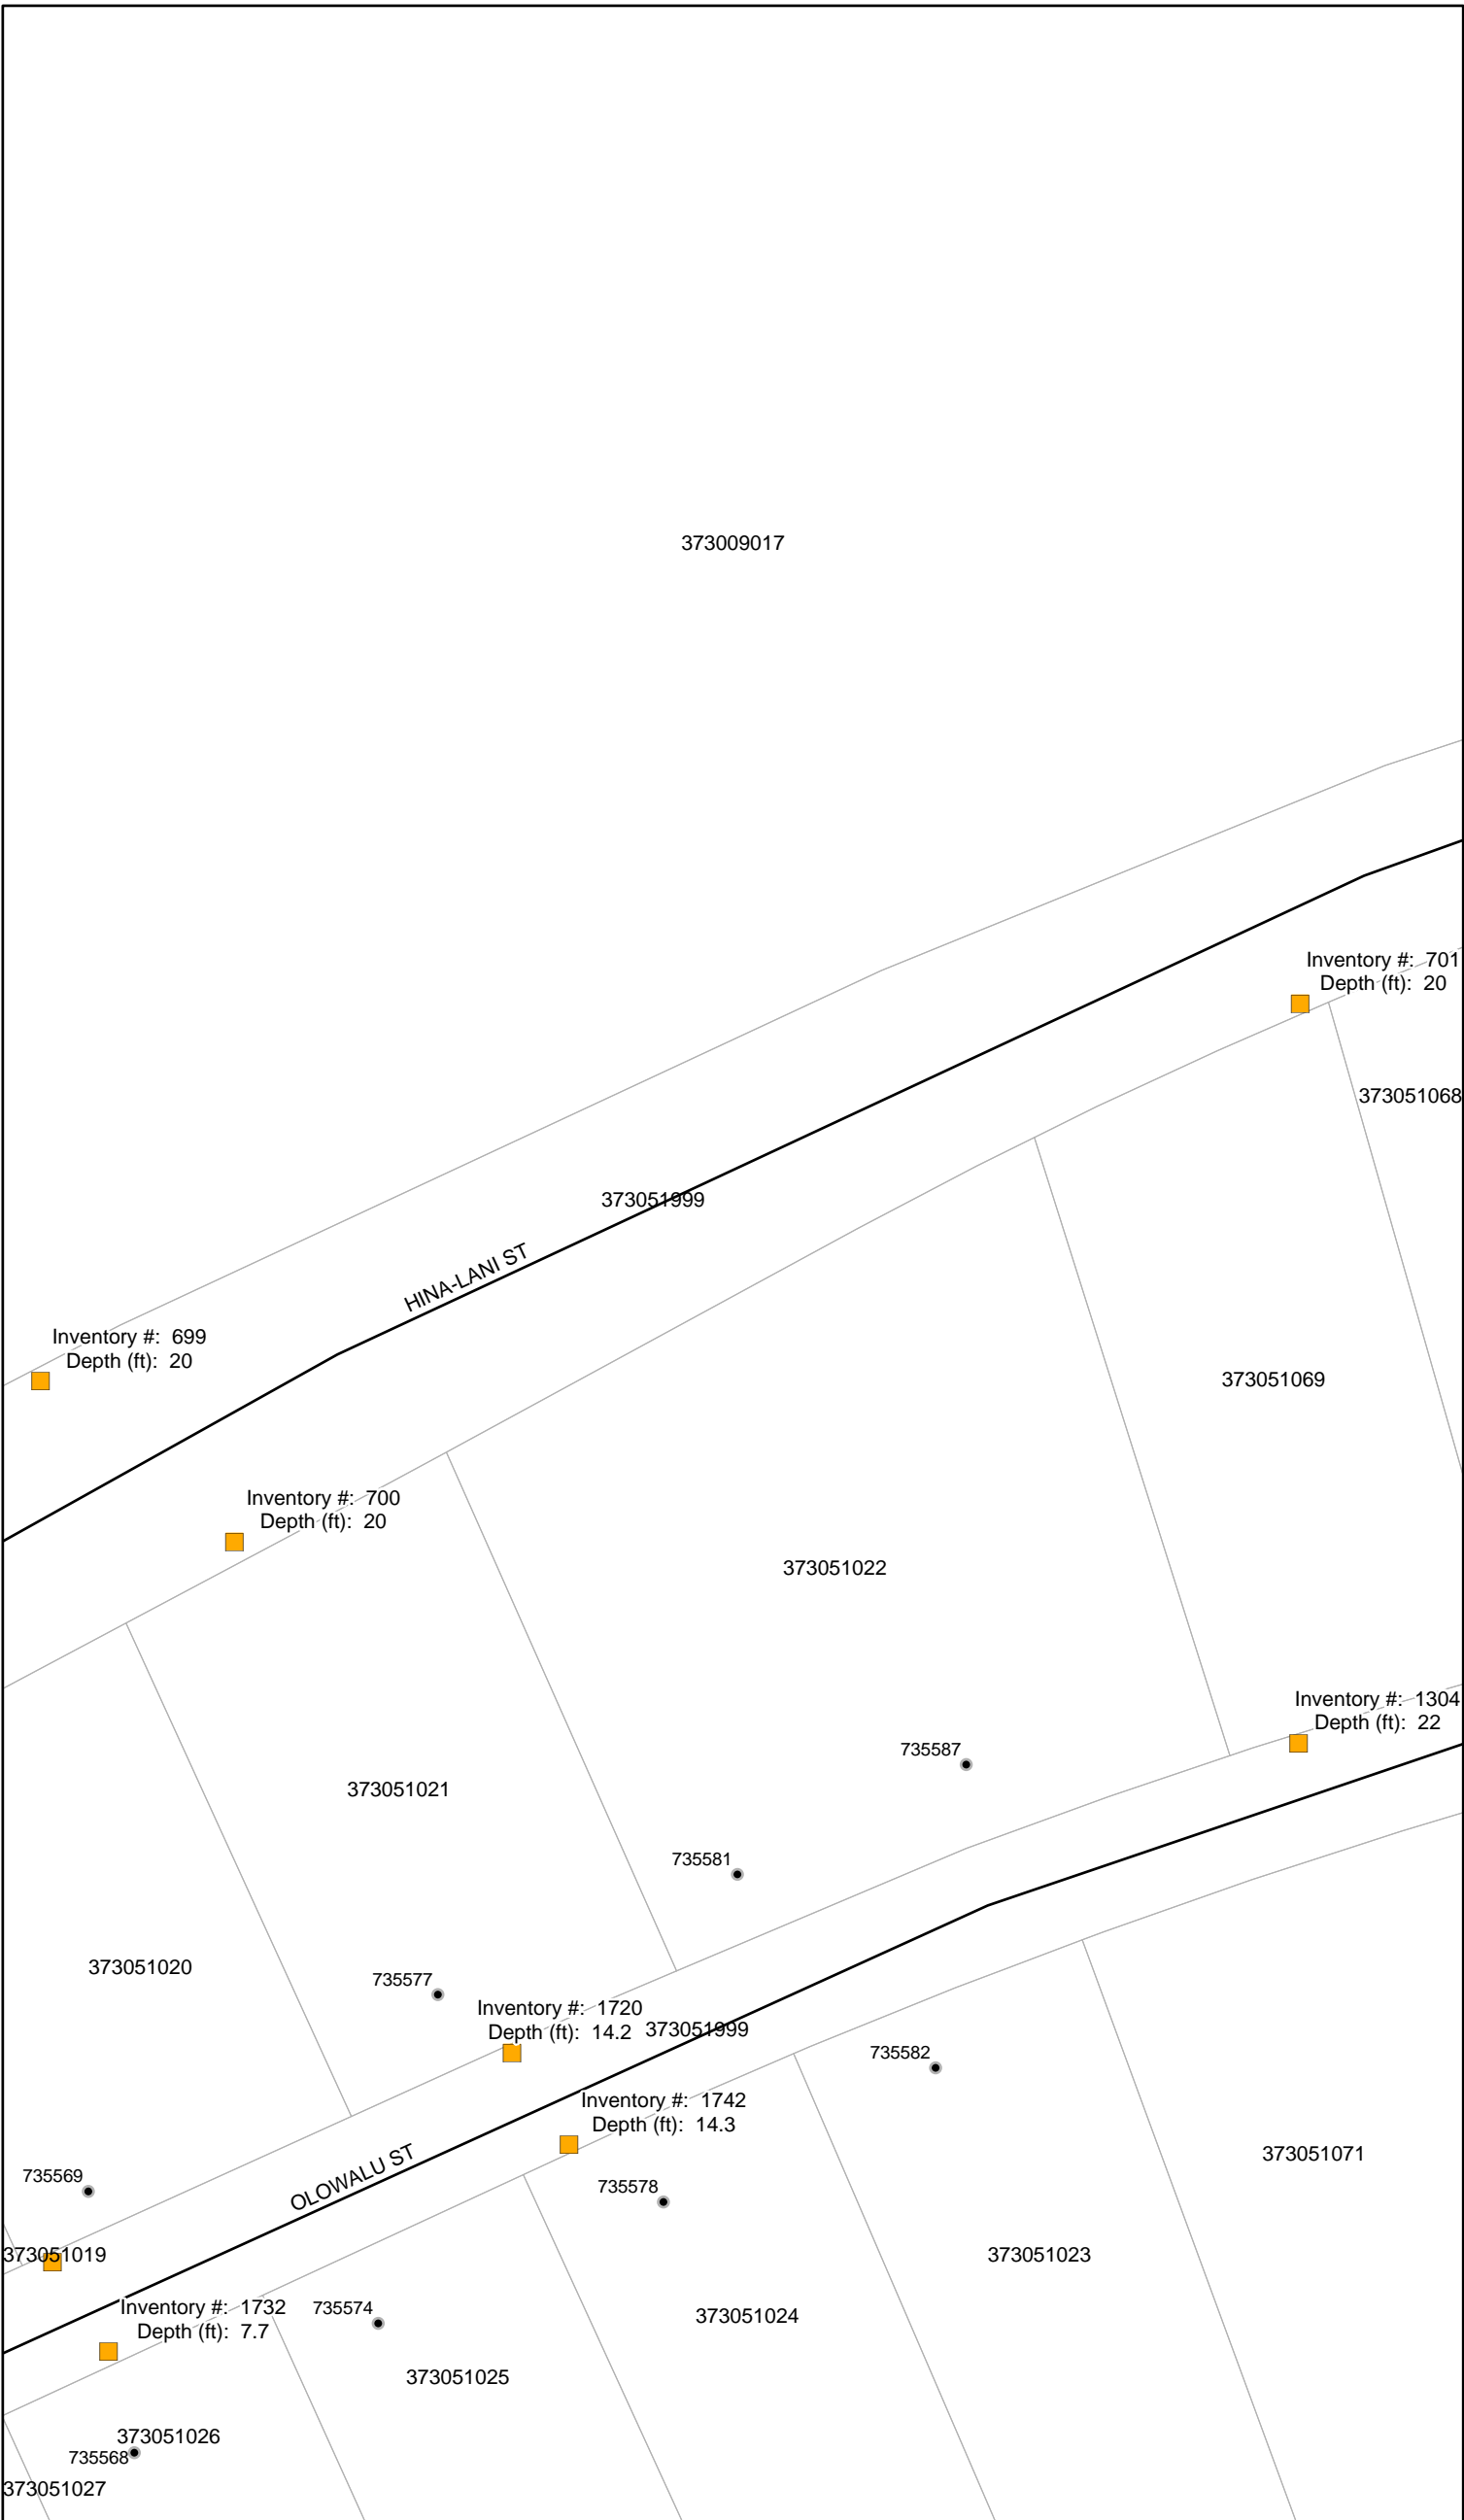 373009017
Inventory #: 701
Depth (ft): 20
373051068
373051999
HINA-LANI ST
Inventory #: 699
Depth (ft): 20
373051069
Inventory #: 700
Depth (ft): 20
373051022
Inventory #: 1304
Depth (ft): 22
735587
373051021
735581
373051020
735577
Inventory #: 1720
Depth (ft): 14.2
373051999
735582
Inventory #: 1742
Depth (ft): 14.3
373051071
OLOWALU ST
735569
735578
373051019
373051023
Inventory #: 1732
Depth (ft): 7.7
735574
373051024
373051025
373051026
735568
373051027